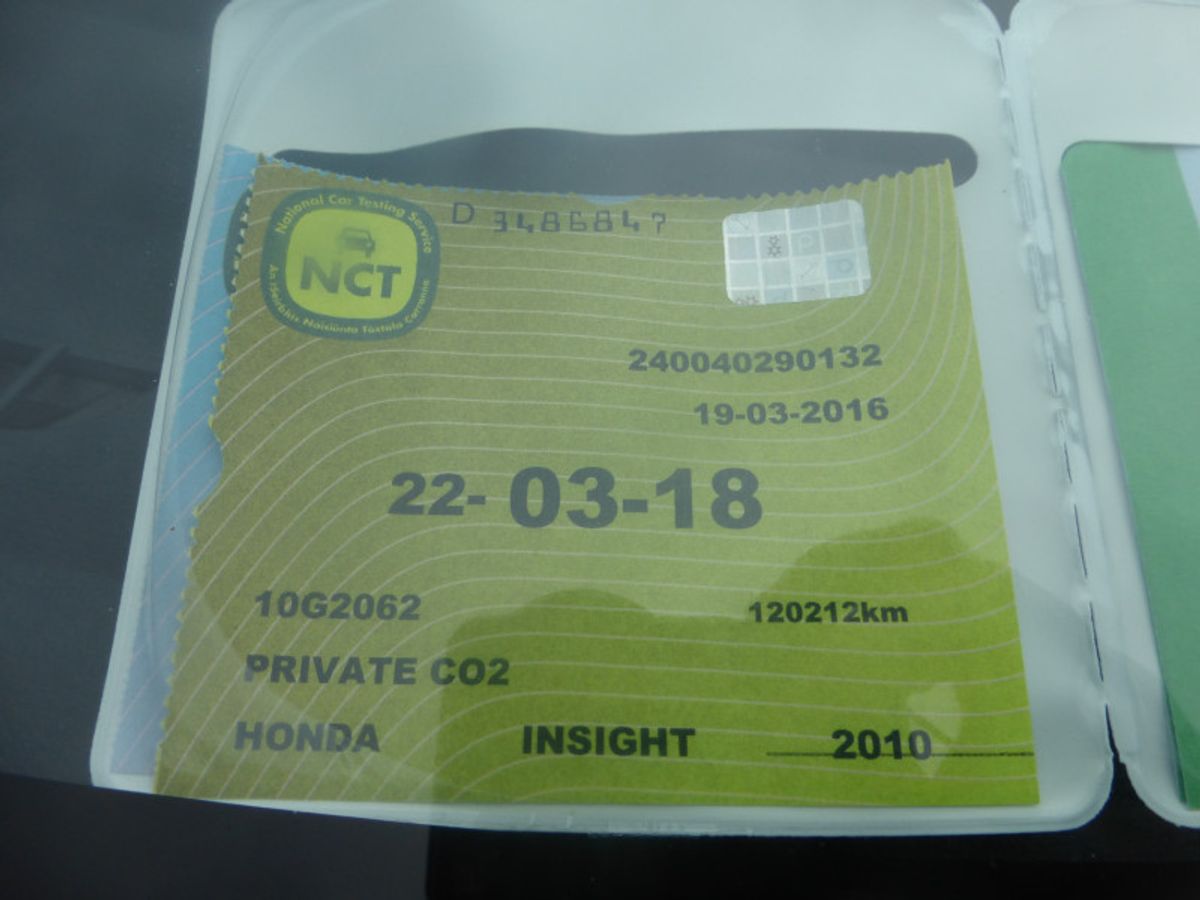 National Car Testing Service
NCT
An tSeirbhís Náisiúnta Tástála Carranna
D 3486847
240040290132
19-03-2016
22-03-18
10G2062 120212km
PRIVATE CO2
HONDA INSIGHT 2010